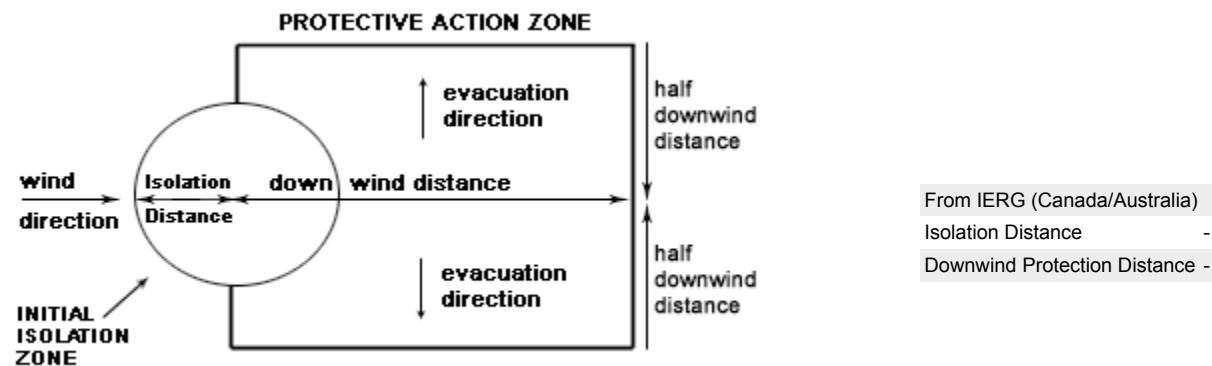 PROTECTIVE ACTION ZONE
evacuation
direction
half
downwind
distance
wind
direction
Isolation
Distance
down wind distance
evacuation
direction
half
downwind
distance
INITIAL
ISOLATION
ZONE
From IERG (Canada/Australia)
Isolation Distance -
Downwind Protection Distance -